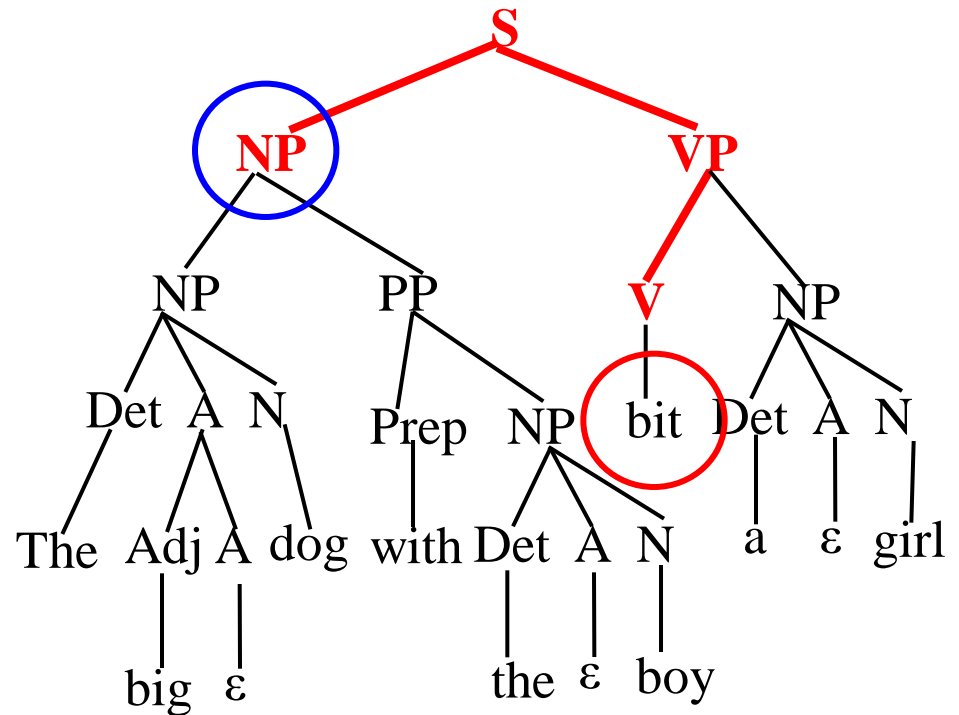 S
NP VP
NP PP V NP
Det A N Prep NP bit Det A N
The Adj A dog with Det A N a ε girl
big ε the ε boy